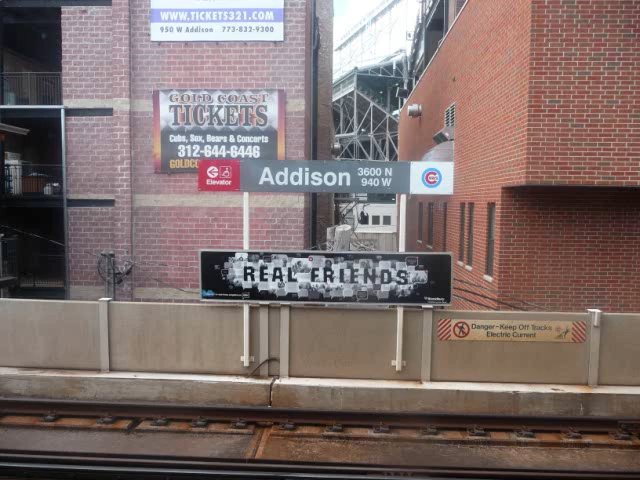 WWW.TICKETS321.COM
950 W Addison 773-832-9300
GOLD COAST
TICKETS
Cubs, Sox, Bears & Concerts
312-644-6446
Elevator
Addison
3600 N
940 W
REAL FRIENDS
Danger-Keep Off Tracks
Electric Current